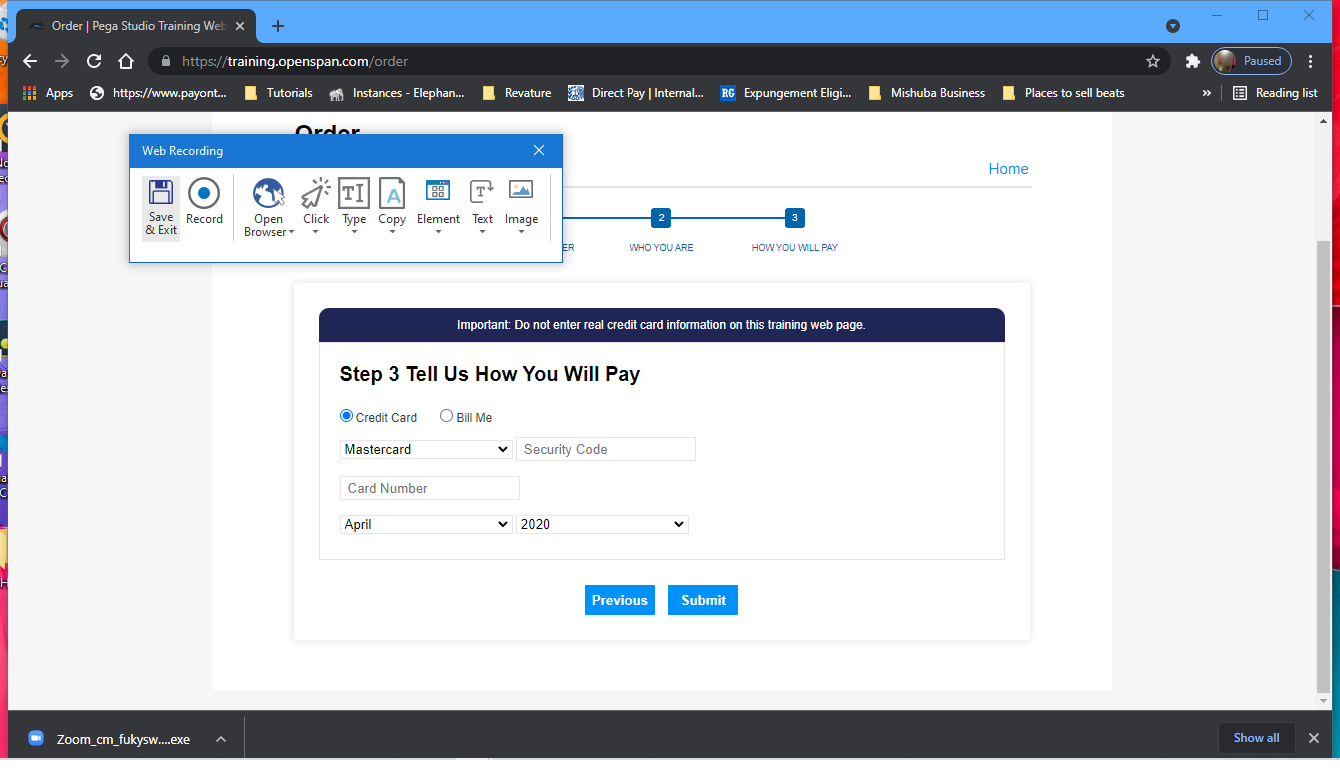 Order | Pega Studio Training Web
https://training.openspan.com/order
Paused
Apps
https://www.payont...
Tutorials
Instances - Elephan...
Revature
Direct Pay | Internal...
RG
Expungement Eligi...
Mishuba Business
Places to sell beats
»
Reading list
Order
Web Recording
Home
Save & Exit
Record
Open Browser
Click
TI
Type
A
Copy
Element
T
Text
Image
2
3
ER
WHO YOU ARE
HOW YOU WILL PAY
Important: Do not enter real credit card information on this training web page.
Step 3 Tell Us How You Will Pay
Credit Card
Bill Me
Mastercard
Security Code
Card Number
April
2020
Previous
Submit
Zoom_cm_fukysw....exe
Show all